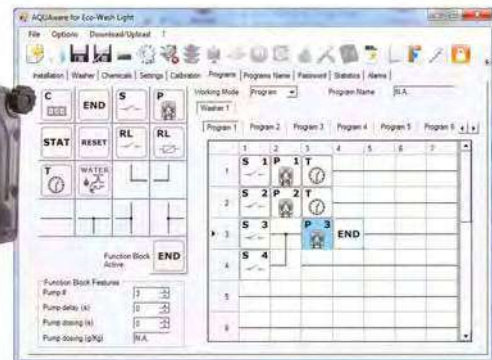 AQUAware for Eco-Wash Light
File Options Download/Upload ?
Installation Washer Chemicals Settings Calibration Programs Programs Name Password Statistics Alarms
C END S P
STAT RESET RL RL
T WATER
Function Block Active END
Function Block Features
Pump # 3
Pump delay (s) 0
Pump dosing (s) 0
Pump dosing (g/Kg) N.A.
Working Mode Program Program Name N.A.
Washer 1
Program 1 Program 2 Program 3 Program 4 Program 5 Program 6
1 2 3 4 5 6 7
1 S 1 P 1 T
2 S 2 P 2 T
3 S 3 P 3 END
4 S 4
5
6